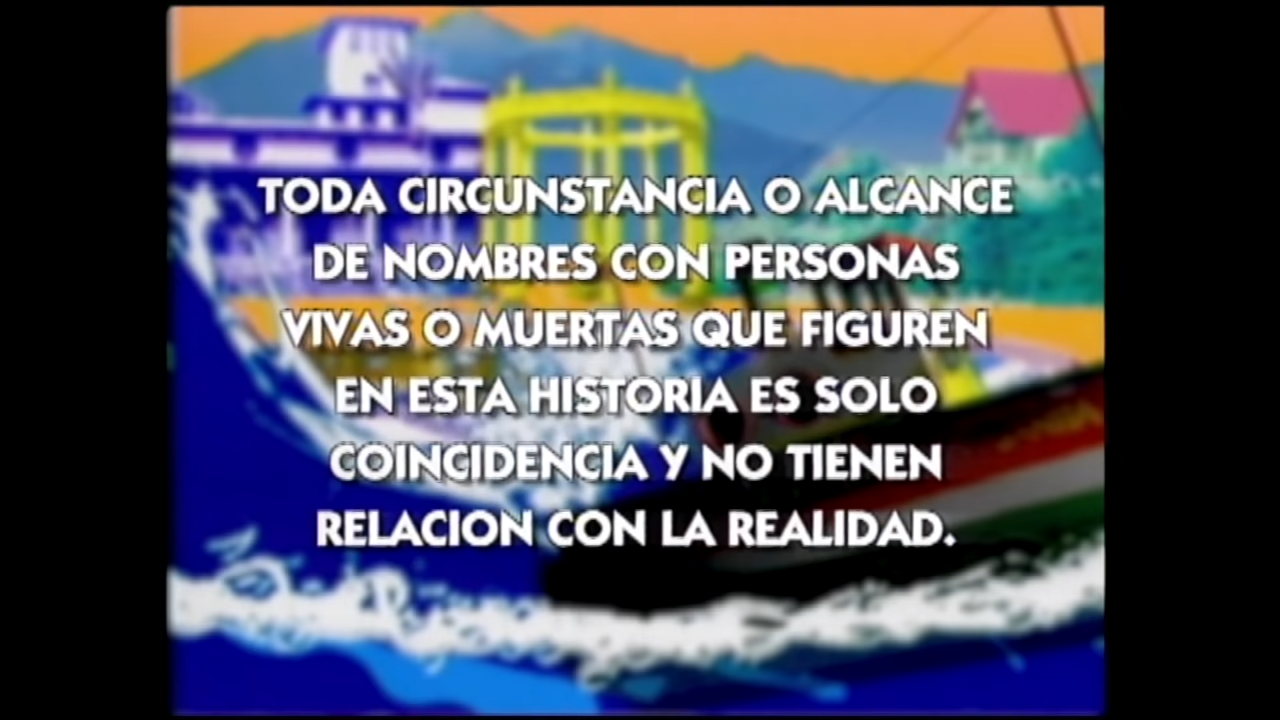 TODA CIRCUNSTANCIA O ALCANCE
DE NOMBRES CON PERSONAS
VIVAS O MUERTAS QUE FIGUREN
EN ESTA HISTORIA ES SOLO
COINCIDENCIA Y NO TIENEN
RELACION CON LA REALIDAD.